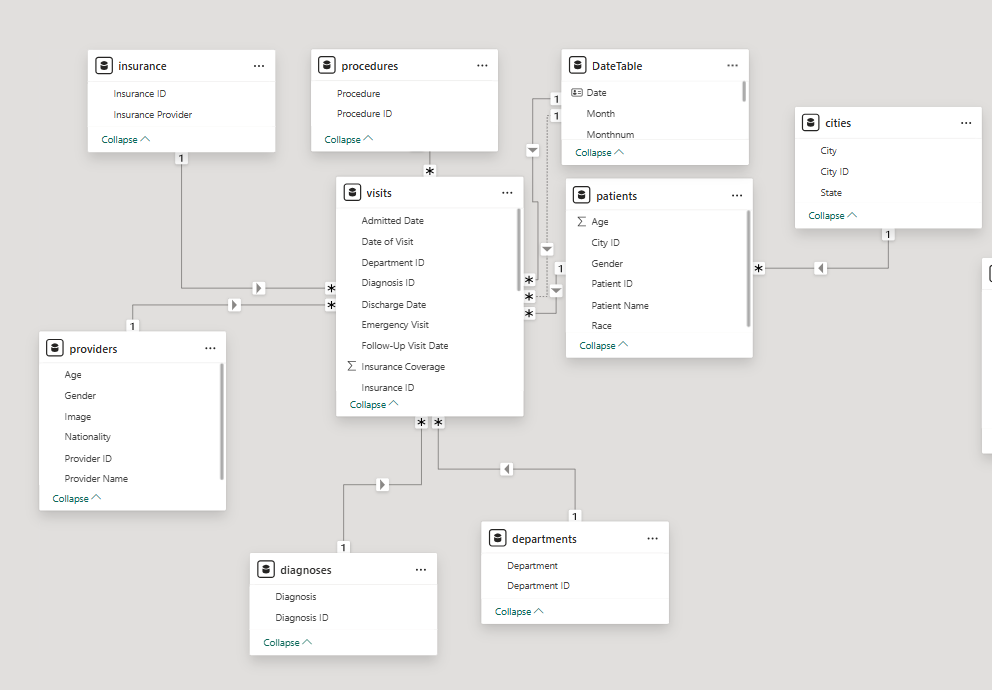 insurance
Insurance ID
Insurance Provider
Collapse
procedures
Procedure
Procedure ID
Collapse
DateTable
Date
Month
Monthnum
Collapse
cities
City
City ID
State
Collapse
1
*
1
1
visits
Admitted Date
Date of Visit
Department ID
Diagnosis ID
Discharge Date
Emergency Visit
Follow-Up Visit Date
Insurance Coverage
Insurance ID
Collapse
patients
Age
City ID
Gender
Patient ID
Patient Name
Race
Collapse
1
*
1
*
*
*
*
*
1
providers
Age
Gender
Image
Nationality
Provider ID
Provider Name
Collapse
*
*
1
1
diagnoses
Diagnosis
Diagnosis ID
Collapse
departments
Department
Department ID
Collapse